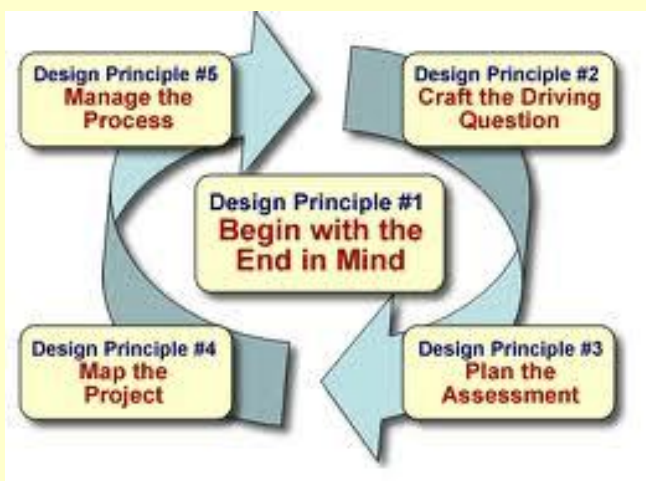 Design Principle #5
Manage the
Process
Design Principle #2
Craft the Driving
Question
Design Principle #1
Begin with the
End in Mind
Design Principle #4
Map the
Project
Design Principle #3
Plan the
Assessment